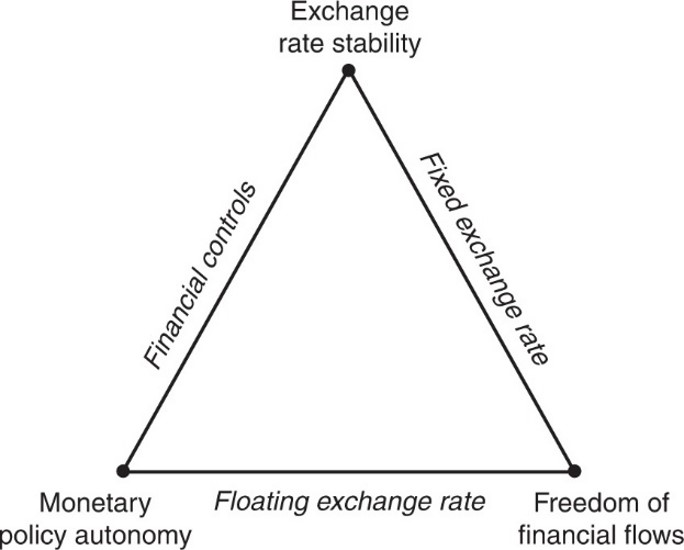 Exchange
rate stability
Financial controls
Fixed exchange rate
Monetary
policy autonomy
Floating exchange rate
Freedom of
financial flows